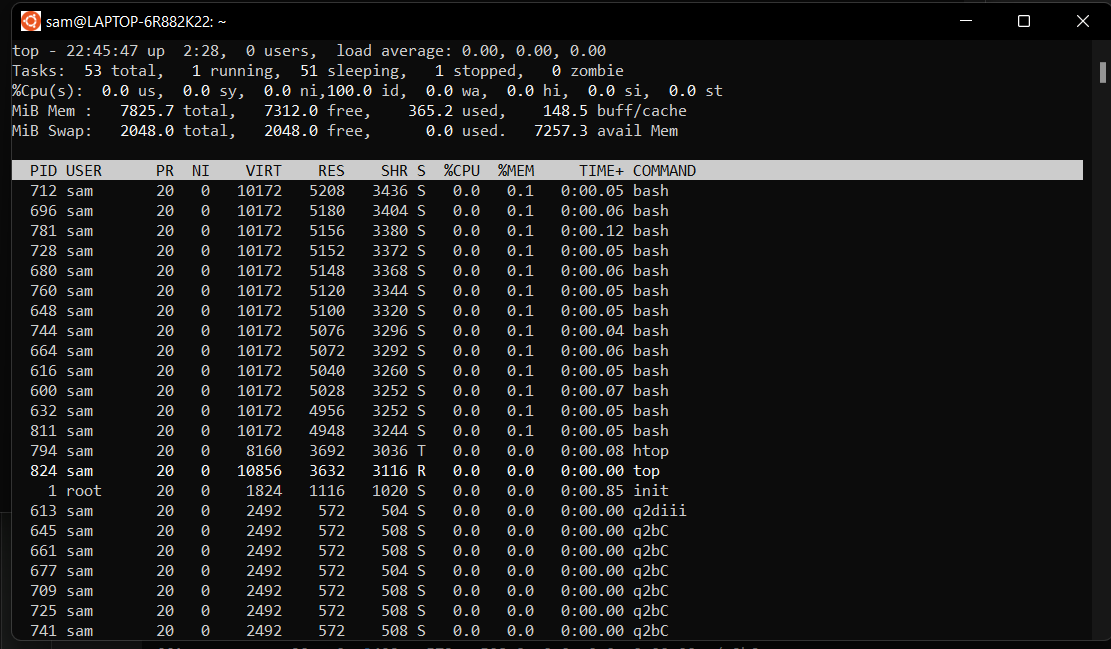 sam@LAPTOP-6R882K22: ~
top - 22:45:47 up  2:28,  0 users,  load average: 0.00, 0.00, 0.00
Tasks:  53 total,   1 running,  51 sleeping,   1 stopped,   0 zombie
%Cpu(s):  0.0 us,  0.0 sy,  0.0 ni,100.0 id,  0.0 wa,  0.0 hi,  0.0 si,  0.0 st
MiB Mem :   7825.7 total,   7312.0 free,    365.2 used,    148.5 buff/cache
MiB Swap:   2048.0 total,   2048.0 free,      0.0 used.   7257.3 avail Mem
  PID USER      PR  NI    VIRT    RES    SHR S  %CPU  %MEM     TIME+ COMMAND
  712 sam       20   0   10172   5208   3436 S   0.0   0.1   0:00.05 bash
  696 sam       20   0   10172   5180   3404 S   0.0   0.1   0:00.06 bash
  781 sam       20   0   10172   5156   3380 S   0.0   0.1   0:00.12 bash
  728 sam       20   0   10172   5152   3372 S   0.0   0.1   0:00.05 bash
  680 sam       20   0   10172   5148   3368 S   0.0   0.1   0:00.06 bash
  760 sam       20   0   10172   5120   3344 S   0.0   0.1   0:00.05 bash
  648 sam       20   0   10172   5100   3320 S   0.0   0.1   0:00.05 bash
  744 sam       20   0   10172   5076   3296 S   0.0   0.1   0:00.04 bash
  664 sam       20   0   10172   5072   3292 S   0.0   0.1   0:00.06 bash
  616 sam       20   0   10172   5040   3260 S   0.0   0.1   0:00.05 bash
  600 sam       20   0   10172   5028   3252 S   0.0   0.1   0:00.07 bash
  632 sam       20   0   10172   4956   3252 S   0.0   0.1   0:00.05 bash
  811 sam       20   0   10172   4948   3244 S   0.0   0.1   0:00.05 bash
  794 sam       20   0    8160   3692   3036 T   0.0   0.0   0:00.08 htop
  824 sam       20   0   10856   3632   3116 R   0.0   0.0   0:00.00 top
    1 root      20   0    1824   1116   1020 S   0.0   0.0   0:00.85 init
  613 sam       20   0    2492    572    504 S   0.0   0.0   0:00.00 q2diii
  645 sam       20   0    2492    572    508 S   0.0   0.0   0:00.00 q2bC
  661 sam       20   0    2492    572    508 S   0.0   0.0   0:00.00 q2bC
  677 sam       20   0    2492    572    504 S   0.0   0.0   0:00.00 q2bC
  709 sam       20   0    2492    572    508 S   0.0   0.0   0:00.00 q2bC
  725 sam       20   0    2492    572    508 S   0.0   0.0   0:00.00 q2bC
  741 sam       20   0    2492    572    508 S   0.0   0.0   0:00.00 q2bC